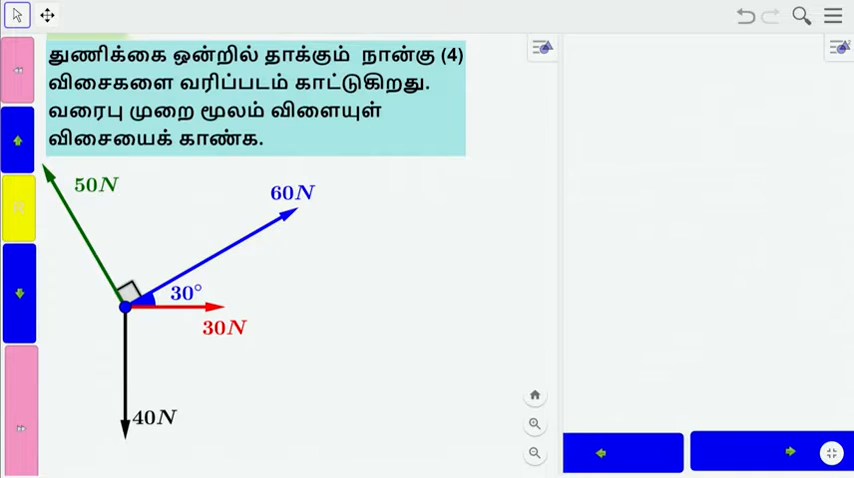 துணிக்கை ஒன்றில் தாக்கும் நான்கு (4)
விசைகளை வரிப்படம் காட்டுகிறது.
வரைபு முறை மூலம் விளையுள்
விசையைக் காண்க.
50N
60N
30°
30N
40N